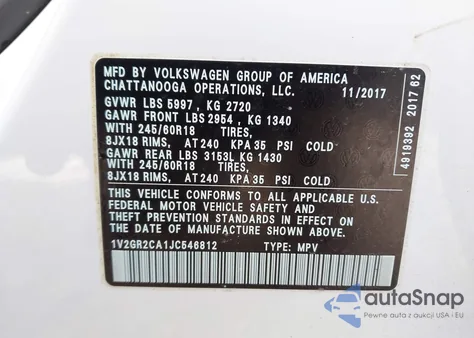 MFD BY VOLKSWAGEN GROUP OF AMERICA
CHATTANOOGA OPERATIONS, LLC. 11/2017
GVWR LBS 5997, KG 2720
GAWR FRONT LBS 2954, KG 1340
WITH 245/60R18 TIRES,
8JX18 RIMS, AT 240 KPA 35 PSI COLD
GAWR REAR LBS 3153L KG 1430
WITH 245/60R18 TIRES,
8JX18 RIMS, AT 240 KPA 35 PSI COLD
THIS VEHICLE CONFORMS TO ALL APPLICABLE U.S.
FEDERAL MOTOR VEHICLE SAFETY AND
THEFT PREVENTION STANDARDS IN EFFECT ON
THE DATE OF MANUFACTURE SHOWN ABOVE.
1V2GR2CA1JC546812 TYPE: MPV
4919392 2017 62
autoSnap
Pewne auta z aukcji USA i EU